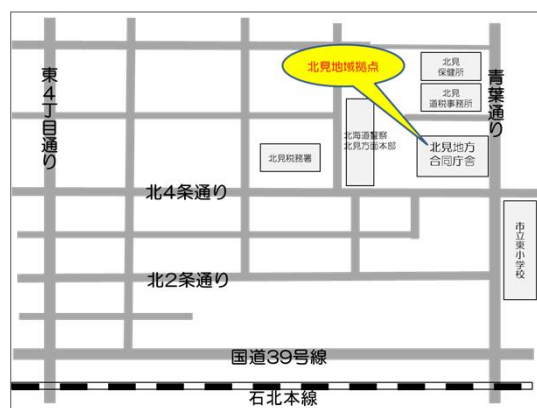 東4丁目通り
北見地域拠点
北見
保健所
北見
道税事務所
青葉通り
北海道警察
北見方面本部
北見税務署
北見地方
合同庁舎
北4条通り
市立東小学校
北2条通り
国道39号線
石北本線